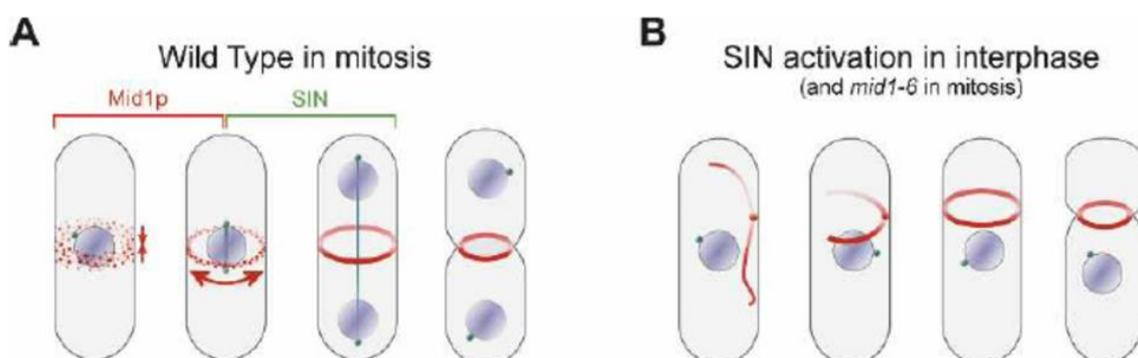 A
Wild Type in mitosis
Mid1p
SIN
B
SIN activation in interphase
(and mid1-6 in mitosis)